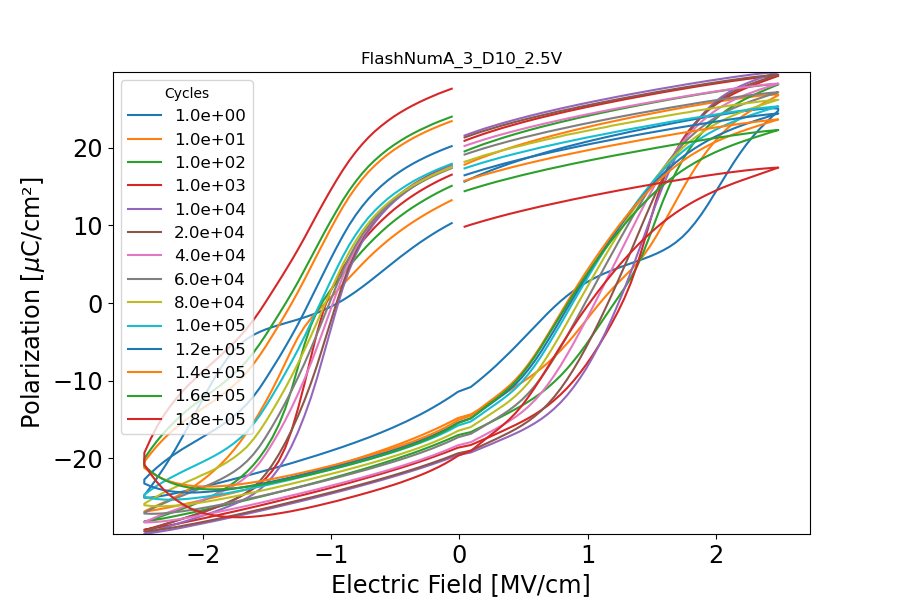 FlashNumA_3_D10_2.5V
Cycles
1.0e+00
1.0e+01
1.0e+02
1.0e+03
1.0e+04
2.0e+04
4.0e+04
6.0e+04
8.0e+04
1.0e+05
1.2e+05
1.4e+05
1.6e+05
1.8e+05
Polarization [μC/cm²]
20
10
0
−10
−20
−2
−1
0
1
2
Electric Field [MV/cm]